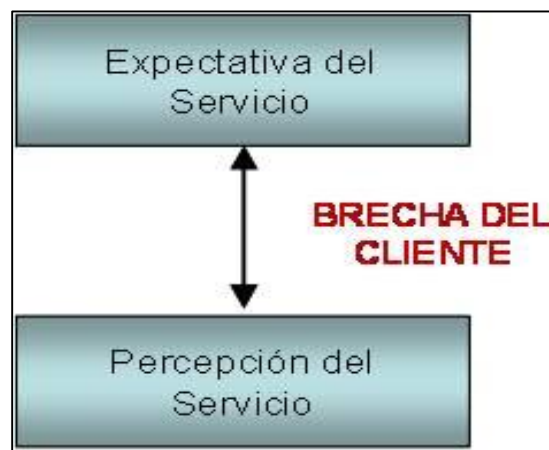 Expectativa del
Servicio
BRECHA DEL
CLIENTE
Percepción del
Servicio